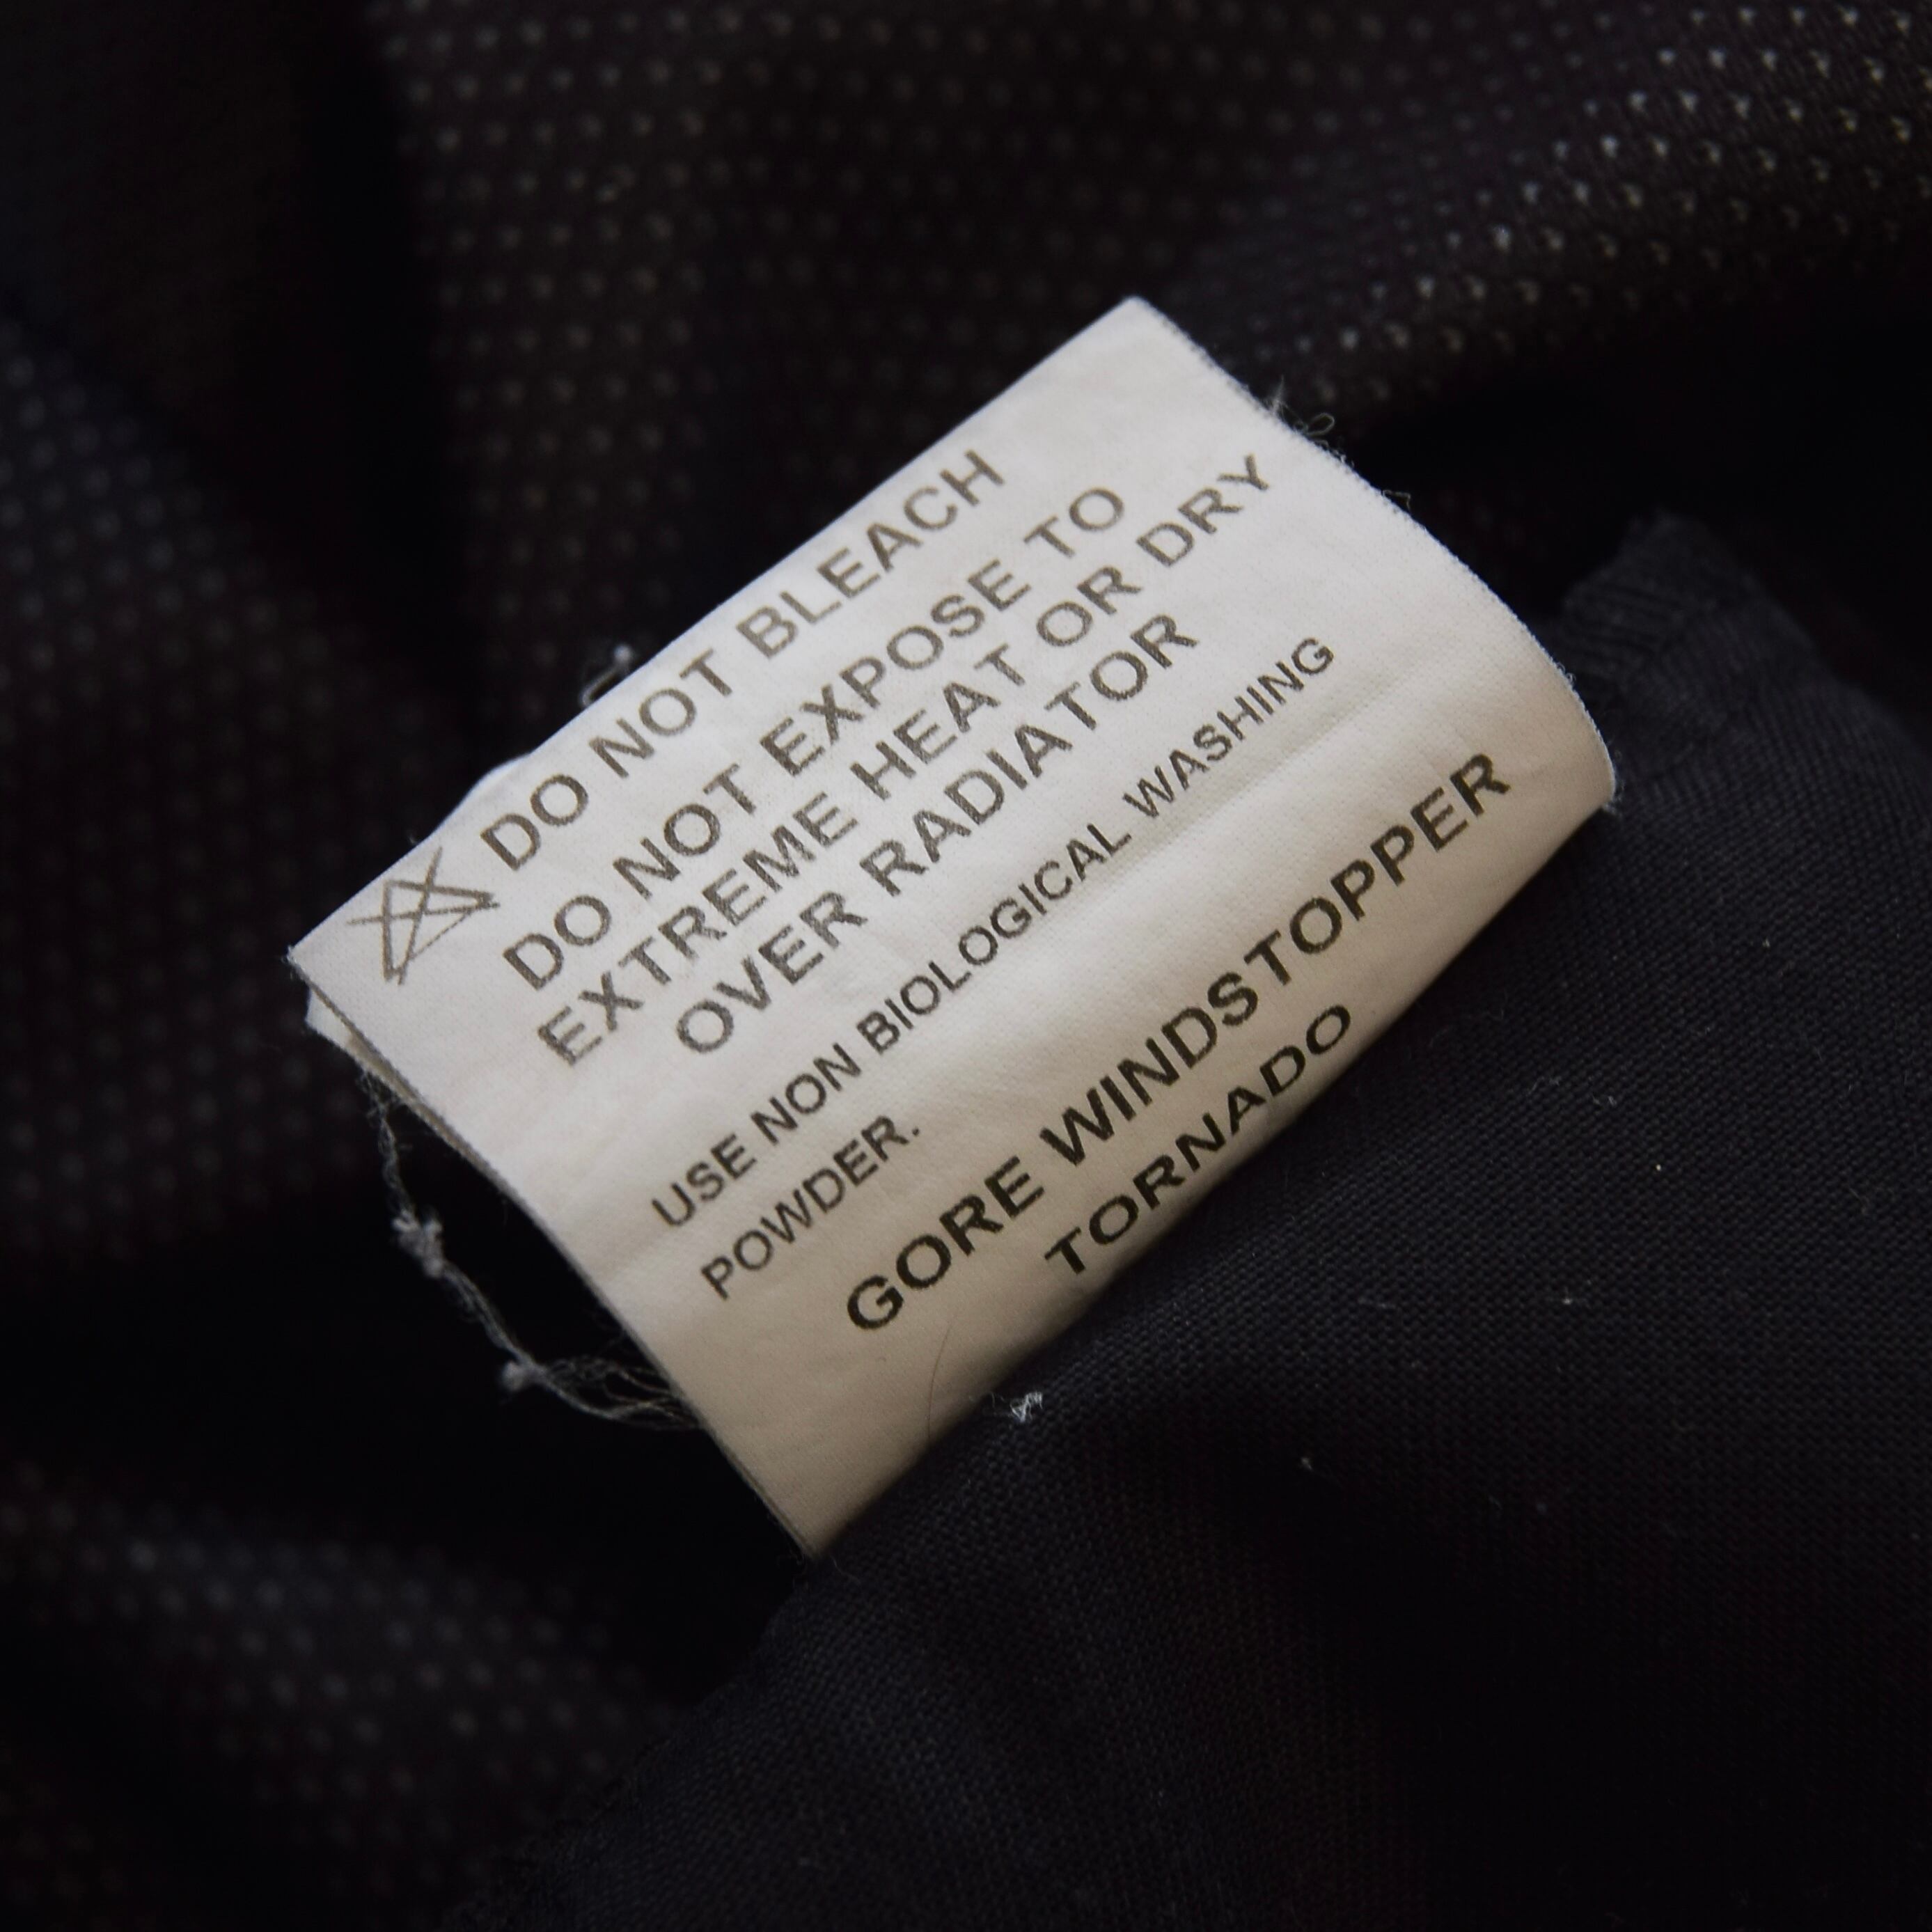 DO NOT BLEACH
DO NOT EXPOSE TO
EXTREME HEAT OR DRY
OVER RADIATOR
USE NON BIOLOGICAL WASHING
POWDER.
GORE WINDSTOPPER
TORNADO